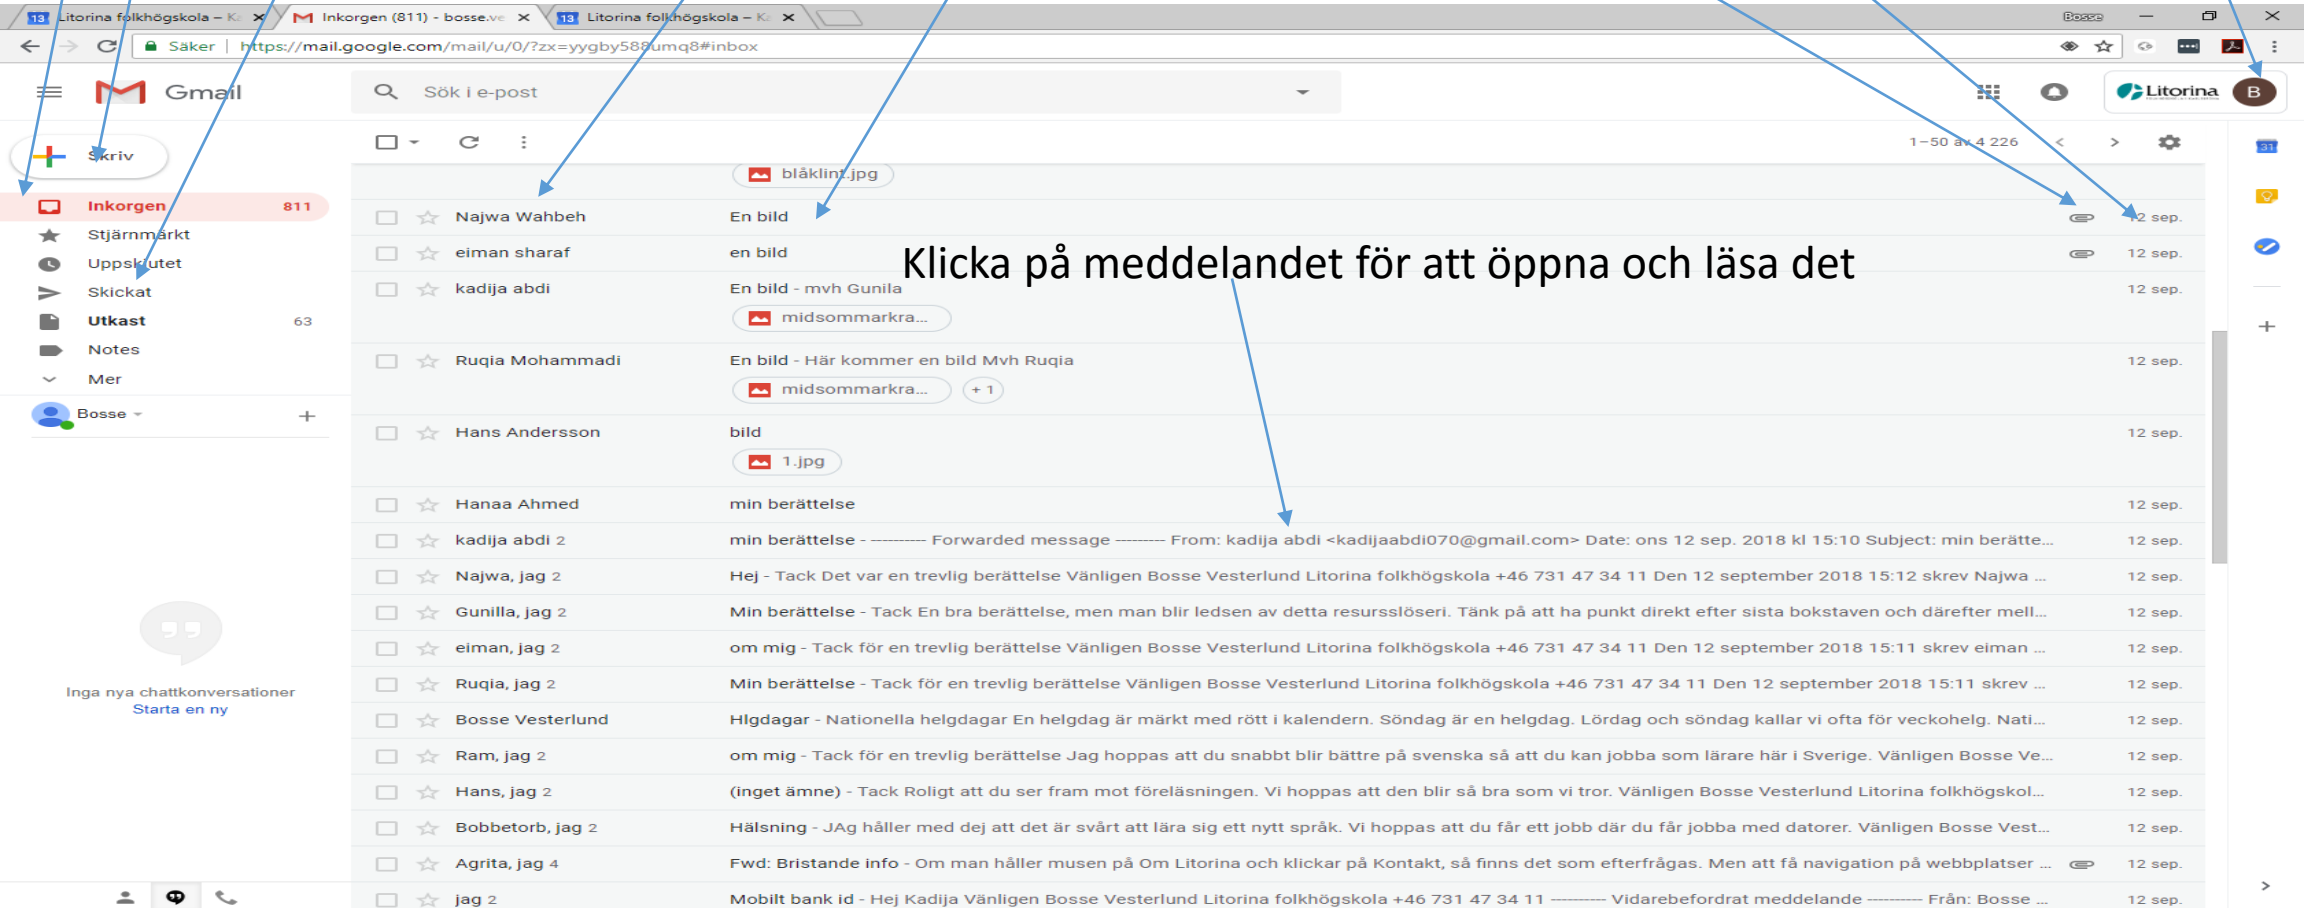 13 Litorina folkhögskola – Ka
Inkorgen (811) - bosse.ve
13 Litorina folkhögskola – Ka
Bosse
Säker | https://mail.google.com/mail/u/0/?zx=yygby588umq8#inbox
Gmail
Sök i e-post
Litorina
B
Skriv
1–50 av 4 226
31
blåklint.jpg
Inkorgen 811
Najwa Wahbeh En bild 12 sep.
Stjärnmärkt
eiman sharaf en bild 12 sep.
Klicka på meddelandet för att öppna och läsa det
Uppskjutet
Skickat
kadija abdi En bild - mvh Gunila 12 sep.
midsommarkra...
Utkast 63
Notes
Ruqia Mohammadi En bild - Här kommer en bild Mvh Ruqia 12 sep.
Mer
midsommarkra... + 1
Bosse
Hans Andersson bild 12 sep.
1.jpg
Hanaa Ahmed min berättelse 12 sep.
kadija abdi 2 min berättelse - ---------- Forwarded message --------- From: kadija abdi <kadijaabdi070@gmail.com> Date: ons 12 sep. 2018 kl 15:10 Subject: min berätte... 12 sep.
Najwa, jag 2 Hej - Tack Det var en trevlig berättelse Vänligen Bosse Vesterlund Litorina folkhögskola +46 731 47 34 11 Den 12 september 2018 15:12 skrev Najwa ... 12 sep.
Gunilla, jag 2 Min berättelse - Tack En bra berättelse, men man blir ledsen av detta resursslöseri. Tänk på att ha punkt direkt efter sista bokstaven och därefter mell... 12 sep.
eiman, jag 2 om mig - Tack för en trevlig berättelse Vänligen Bosse Vesterlund Litorina folkhögskola +46 731 47 34 11 Den 12 september 2018 15:11 skrev eiman ... 12 sep.
Ruqia, jag 2 Min berättelse - Tack för en trevlig berättelse Vänligen Bosse Vesterlund Litorina folkhögskola +46 731 47 34 11 Den 12 september 2018 15:11 skrev ... 12 sep.
Inga nya chattkonversationer
Starta en ny
Bosse Vesterlund Hlgdagar - Nationella helgdagar En helgdag är märkt med rött i kalendern. Söndag är en helgdag. Lördag och söndag kallar vi ofta för veckohelg. Nati... 12 sep.
Ram, jag 2 om mig - Tack för en trevlig berättelse Jag hoppas att du snabbt blir bättre på svenska så att du kan jobba som lärare här i Sverige. Vänligen Bosse Ve... 12 sep.
Hans, jag 2 (inget ämne) - Tack Roligt att du ser fram mot föreläsningen. Vi hoppas att den blir så bra som vi tror. Vänligen Bosse Vesterlund Litorina folkhögskol... 12 sep.
Bobbetorb, jag 2 Hälsning - JAg håller med dej att det är svårt att lära sig ett nytt språk. Vi hoppas att du får ett jobb där du får jobba med datorer. Vänligen Bosse Vest... 12 sep.
Agrita, jag 4 Fwd: Bristande info - Om man håller musen på Om Litorina och klickar på Kontakt, så finns det som efterfrågas. Men att få navigation på webbplatser ... 12 sep.
jag 2 Mobilt bank id - Hej Kadija Vänligen Bosse Vesterlund Litorina folkhögskola +46 731 47 34 11 ---------- Vidarebefordrat meddelande ---------- Från: Bosse ... 12 sep.